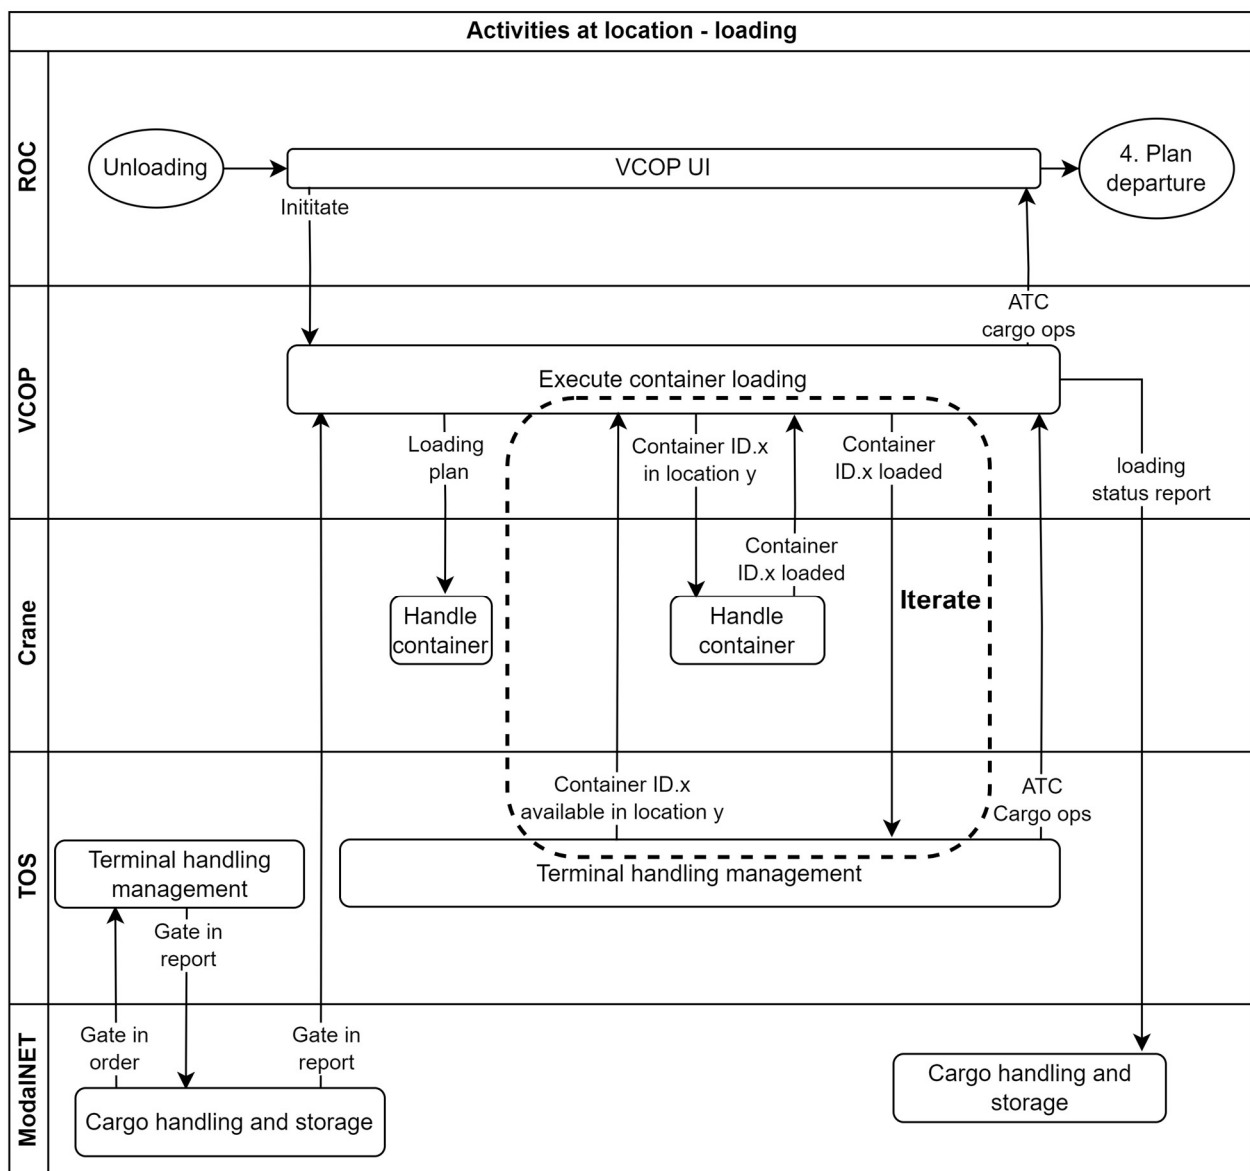 Activities at location - loading
ROC
Unloading
VCOP UI
4. Plan
departure
Inititate
VCOP
ATC
cargo ops
Execute container loading
Loading
plan
Container ID.x
in location y
Container
ID.x loaded
loading
status report
Crane
Container
ID.x loaded
Handle
container
Handle
container
Iterate
TOS
Container ID.x
available in location y
ATC
Cargo ops
Terminal handling
management
Terminal handling management
Gate in
report
ModalNET
Gate in
order
Gate in
report
Cargo handling and storage
Cargo handling and
storage